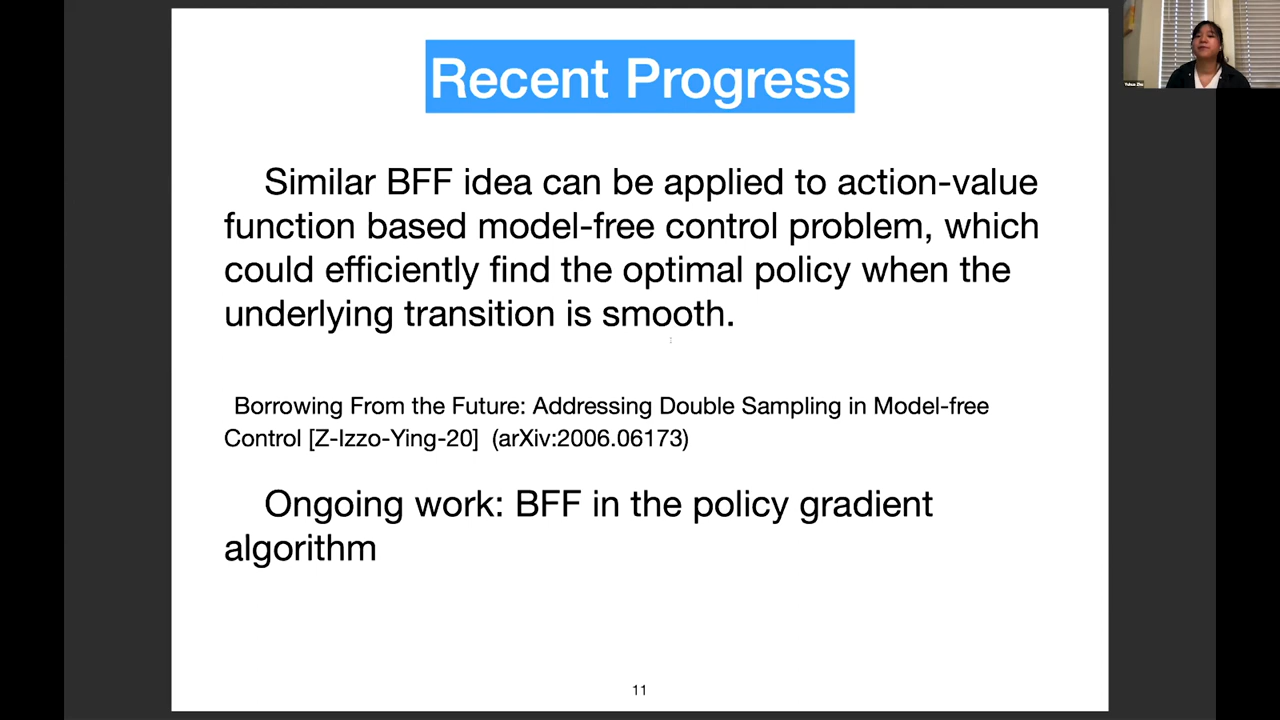 Recent Progress
Similar BFF idea can be applied to action-value
function based model-free control problem, which
could efficiently find the optimal policy when the
underlying transition is smooth.
Borrowing From the Future: Addressing Double Sampling in Model-free
Control [Z-Izzo-Ying-20] (arXiv:2006.06173)
Ongoing work: BFF in the policy gradient
algorithm
11